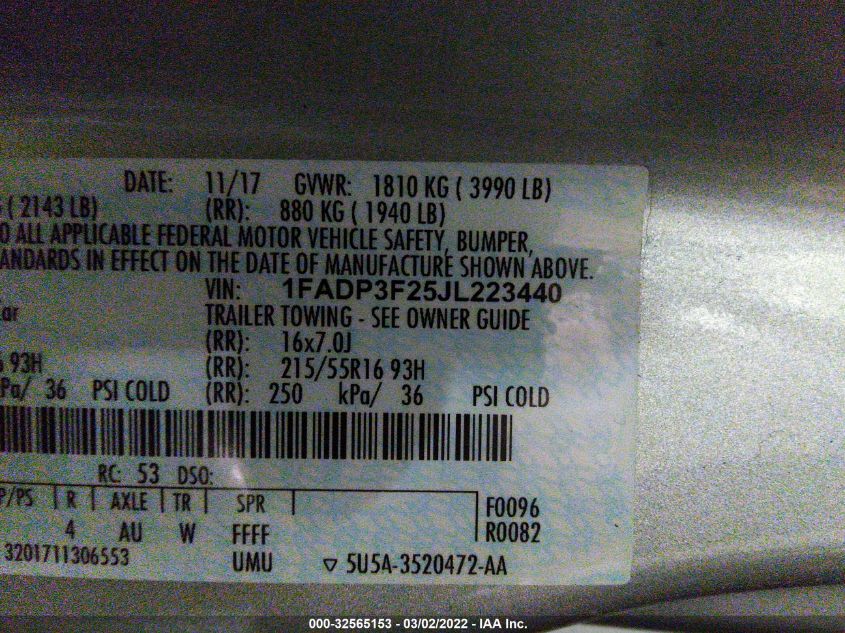 DATE: 11/17 GVWR: 1810 KG ( 3990 LB)
( 2143 LB) (RR): 880 KG ( 1940 LB)
O ALL APPLICABLE FEDERAL MOTOR VEHICLE SAFETY, BUMPER,
ANDARDS IN EFFECT ON THE DATE OF MANUFACTURE SHOWN ABOVE.
VIN: 1FADP3F25JL223440
ar TRAILER TOWING - SEE OWNER GUIDE
(RR): 16x7.0J
93H (RR): 215/55R16 93H
kPa/ 36 PSI COLD (RR): 250 kPa/ 36 PSI COLD
RC: 53 DSO:
P/PS R AXLE TR SPR F0096
4 AU W FFFF R0082
3201711306553 UMU ▽ 5U5A-3520472-AA
000-32565153 - 03/02/2022 - IAA Inc.